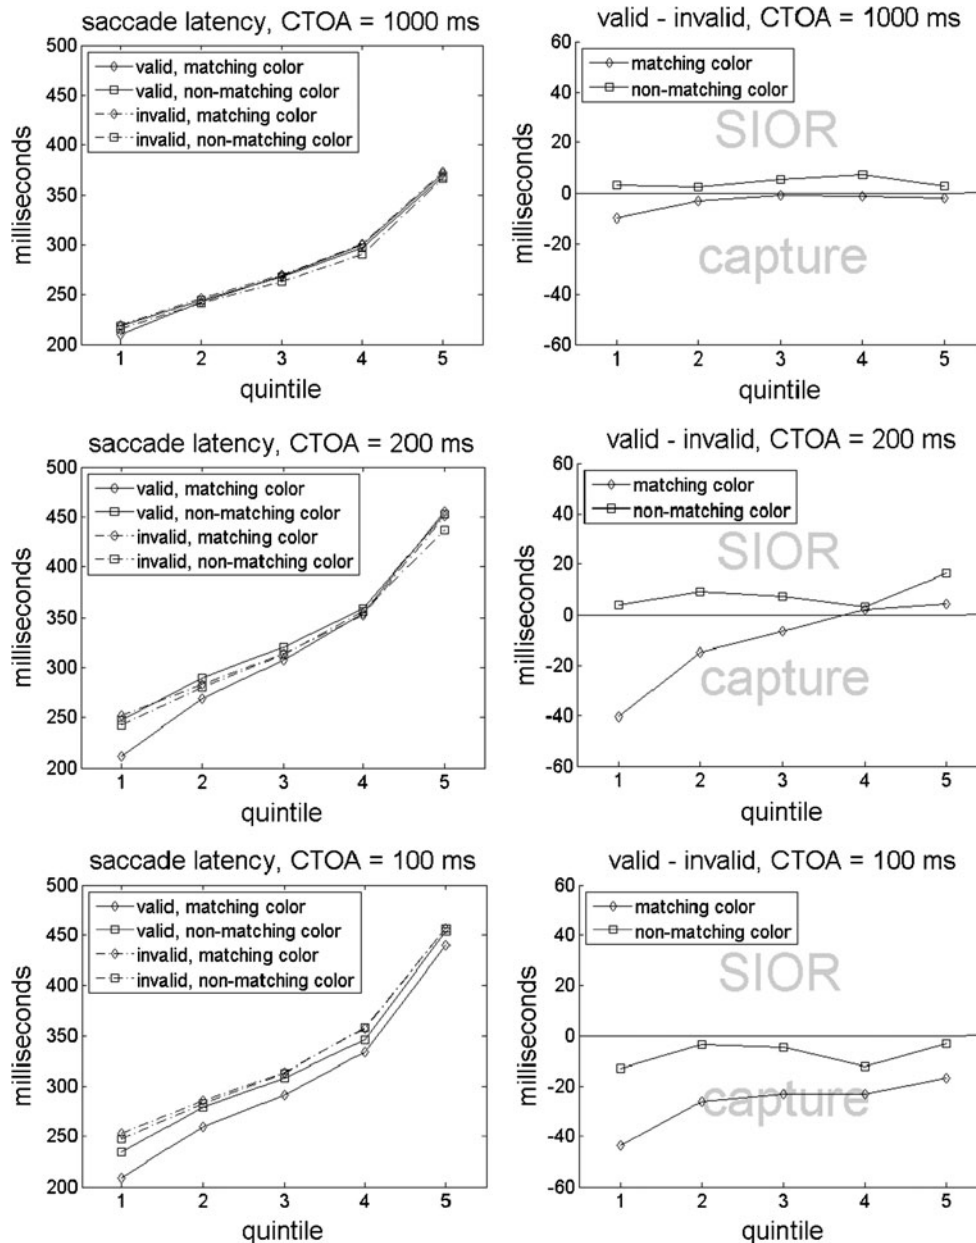 saccade latency, CTOA = 1000 ms
500
450
400
350
300
250
200
milliseconds
valid, matching color
valid, non-matching color
invalid, matching color
invalid, non-matching color
1 2 3 4 5
quintile
valid - invalid, CTOA = 1000 ms
60
40
20
0
-20
-40
-60
milliseconds
matching color
non-matching color
SIOR
capture
1 2 3 4 5
quintile
saccade latency, CTOA = 200 ms
500
450
400
350
300
250
200
milliseconds
valid, matching color
valid, non-matching color
invalid, matching color
invalid, non-matching color
1 2 3 4 5
quintile
valid - invalid, CTOA = 200 ms
60
40
20
0
-20
-40
-60
milliseconds
matching color
non-matching color
SIOR
capture
1 2 3 4 5
quintile
saccade latency, CTOA = 100 ms
500
450
400
350
300
250
200
milliseconds
valid, matching color
valid, non-matching color
invalid, matching color
invalid, non-matching color
1 2 3 4 5
quintile
valid - invalid, CTOA = 100 ms
60
40
20
0
-20
-40
-60
milliseconds
matching color
non-matching color
SIOR
capture
1 2 3 4 5
quintile